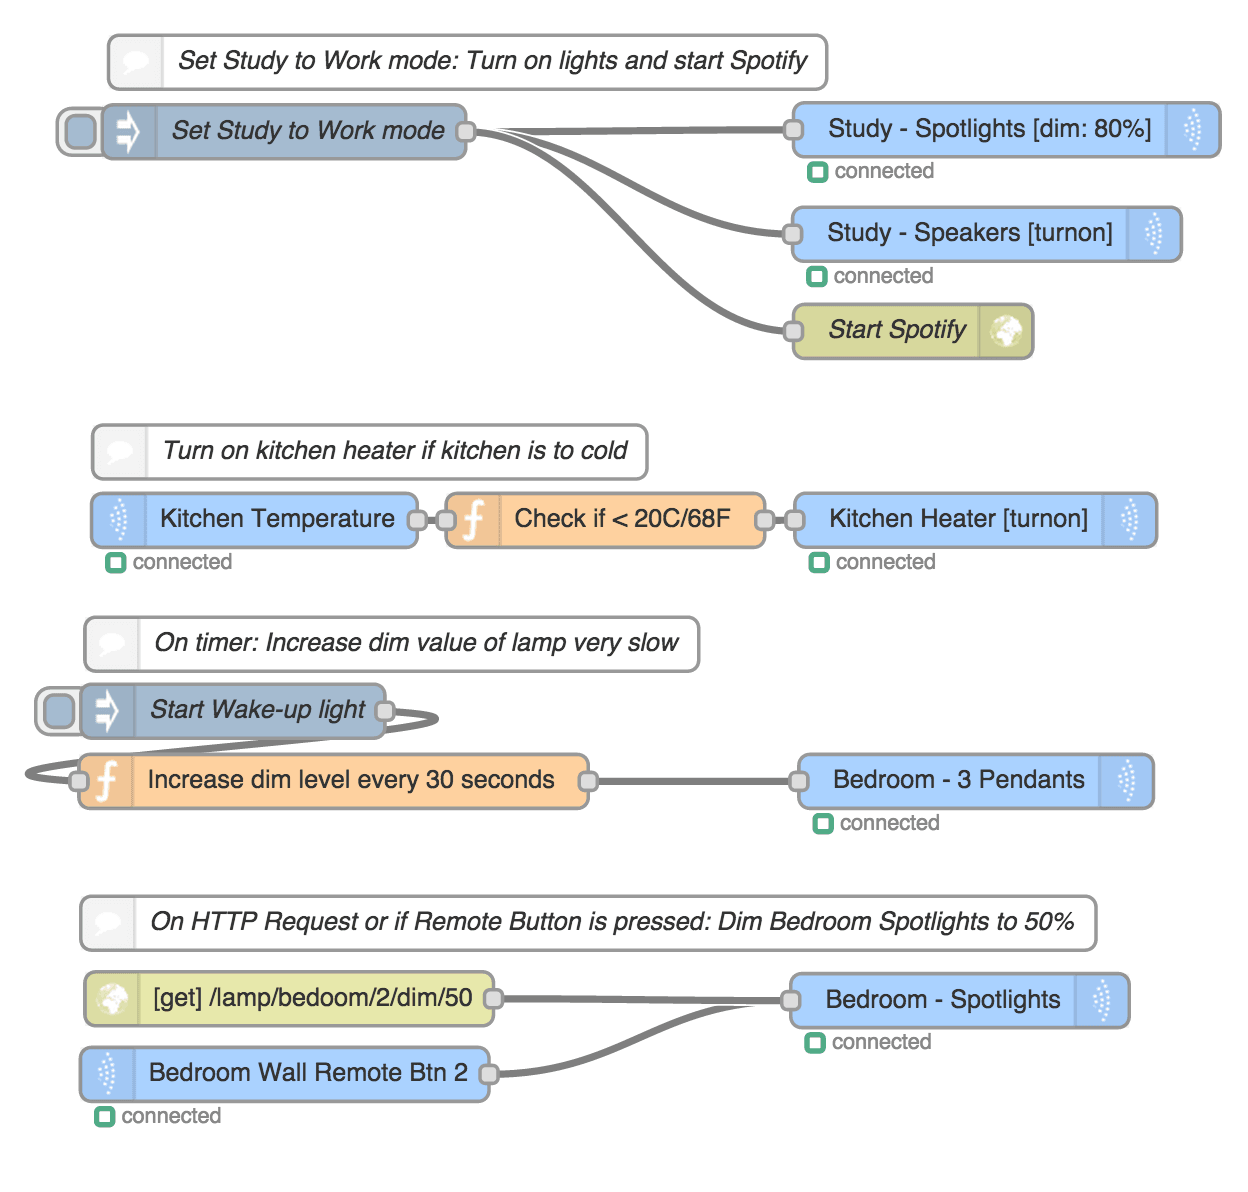 Set Study to Work mode: Turn on lights and start Spotify
Set Study to Work mode
Study - Spotlights [dim: 80%]
connected
Study - Speakers [turnon]
connected
Start Spotify
Turn on kitchen heater if kitchen is to cold
Kitchen Temperature
Check if < 20C/68F
Kitchen Heater [turnon]
connected
connected
On timer: Increase dim value of lamp very slow
Start Wake-up light
Increase dim level every 30 seconds
Bedroom - 3 Pendants
connected
On HTTP Request or if Remote Button is pressed: Dim Bedroom Spotlights to 50%
[get] /lamp/bedoom/2/dim/50
Bedroom - Spotlights
connected
Bedroom Wall Remote Btn 2
connected